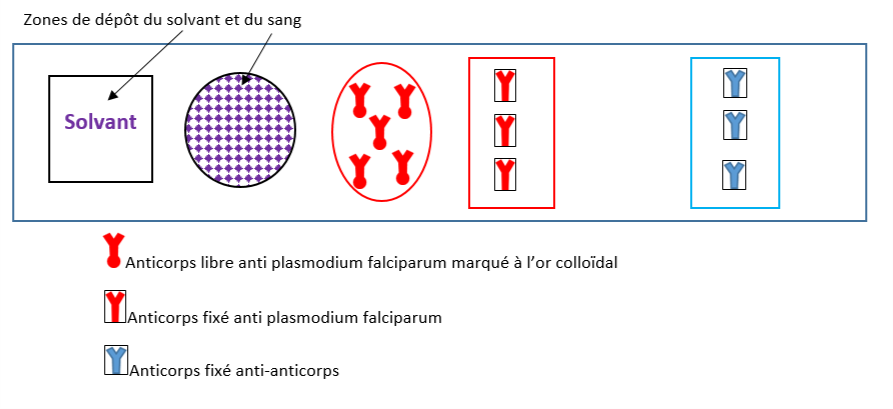 Zones de dépôt du solvant et du sang
Solvant
Anticorps libre anti plasmodium falciparum marqué à l'or colloïdal
Anticorps fixé anti plasmodium falciparum
Anticorps fixé anti-anticorps